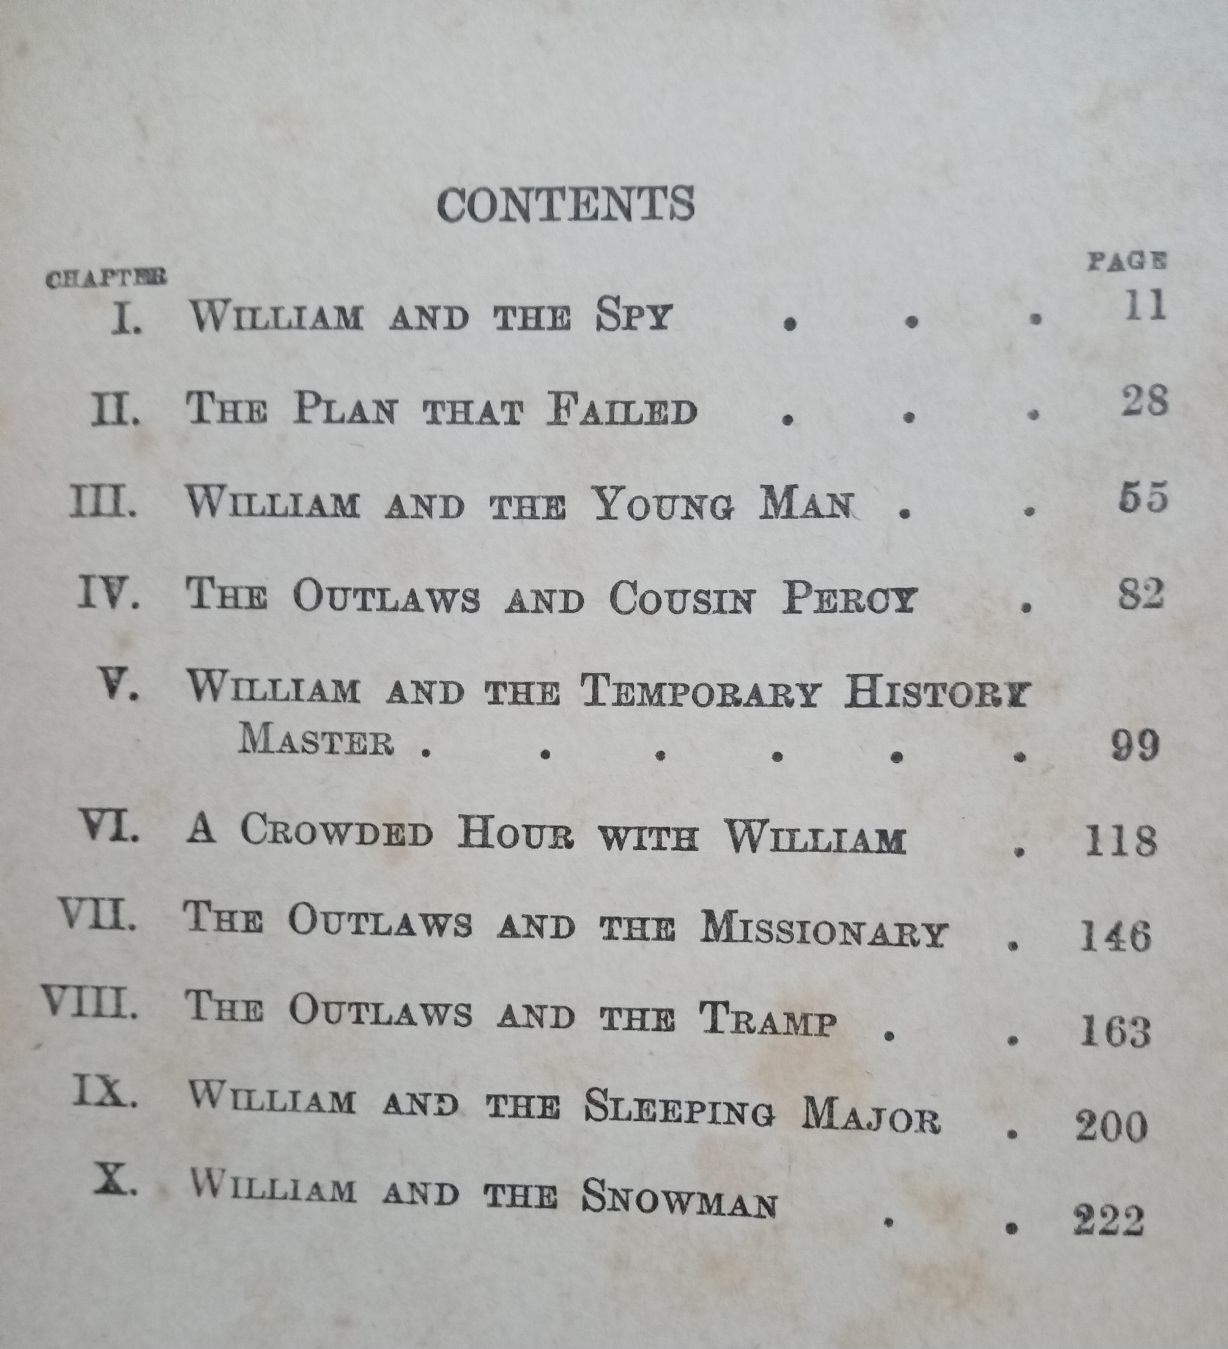 CONTENTS
CHAPTER PAGE
I. WILLIAM AND THE SPY . . . 11
II. THE PLAN THAT FAILED . . . 28
III. WILLIAM AND THE YOUNG MAN . . 55
IV. THE OUTLAWS AND COUSIN PERCY . 82
V. WILLIAM AND THE TEMPORARY HISTORY
MASTER . . . . . . 99
VI. A CROWDED HOUR WITH WILLIAM . 118
VII. THE OUTLAWS AND THE MISSIONARY . 146
VIII. THE OUTLAWS AND THE TRAMP . . 163
IX. WILLIAM AND THE SLEEPING MAJOR . 200
X. WILLIAM AND THE SNOWMAN . . 222